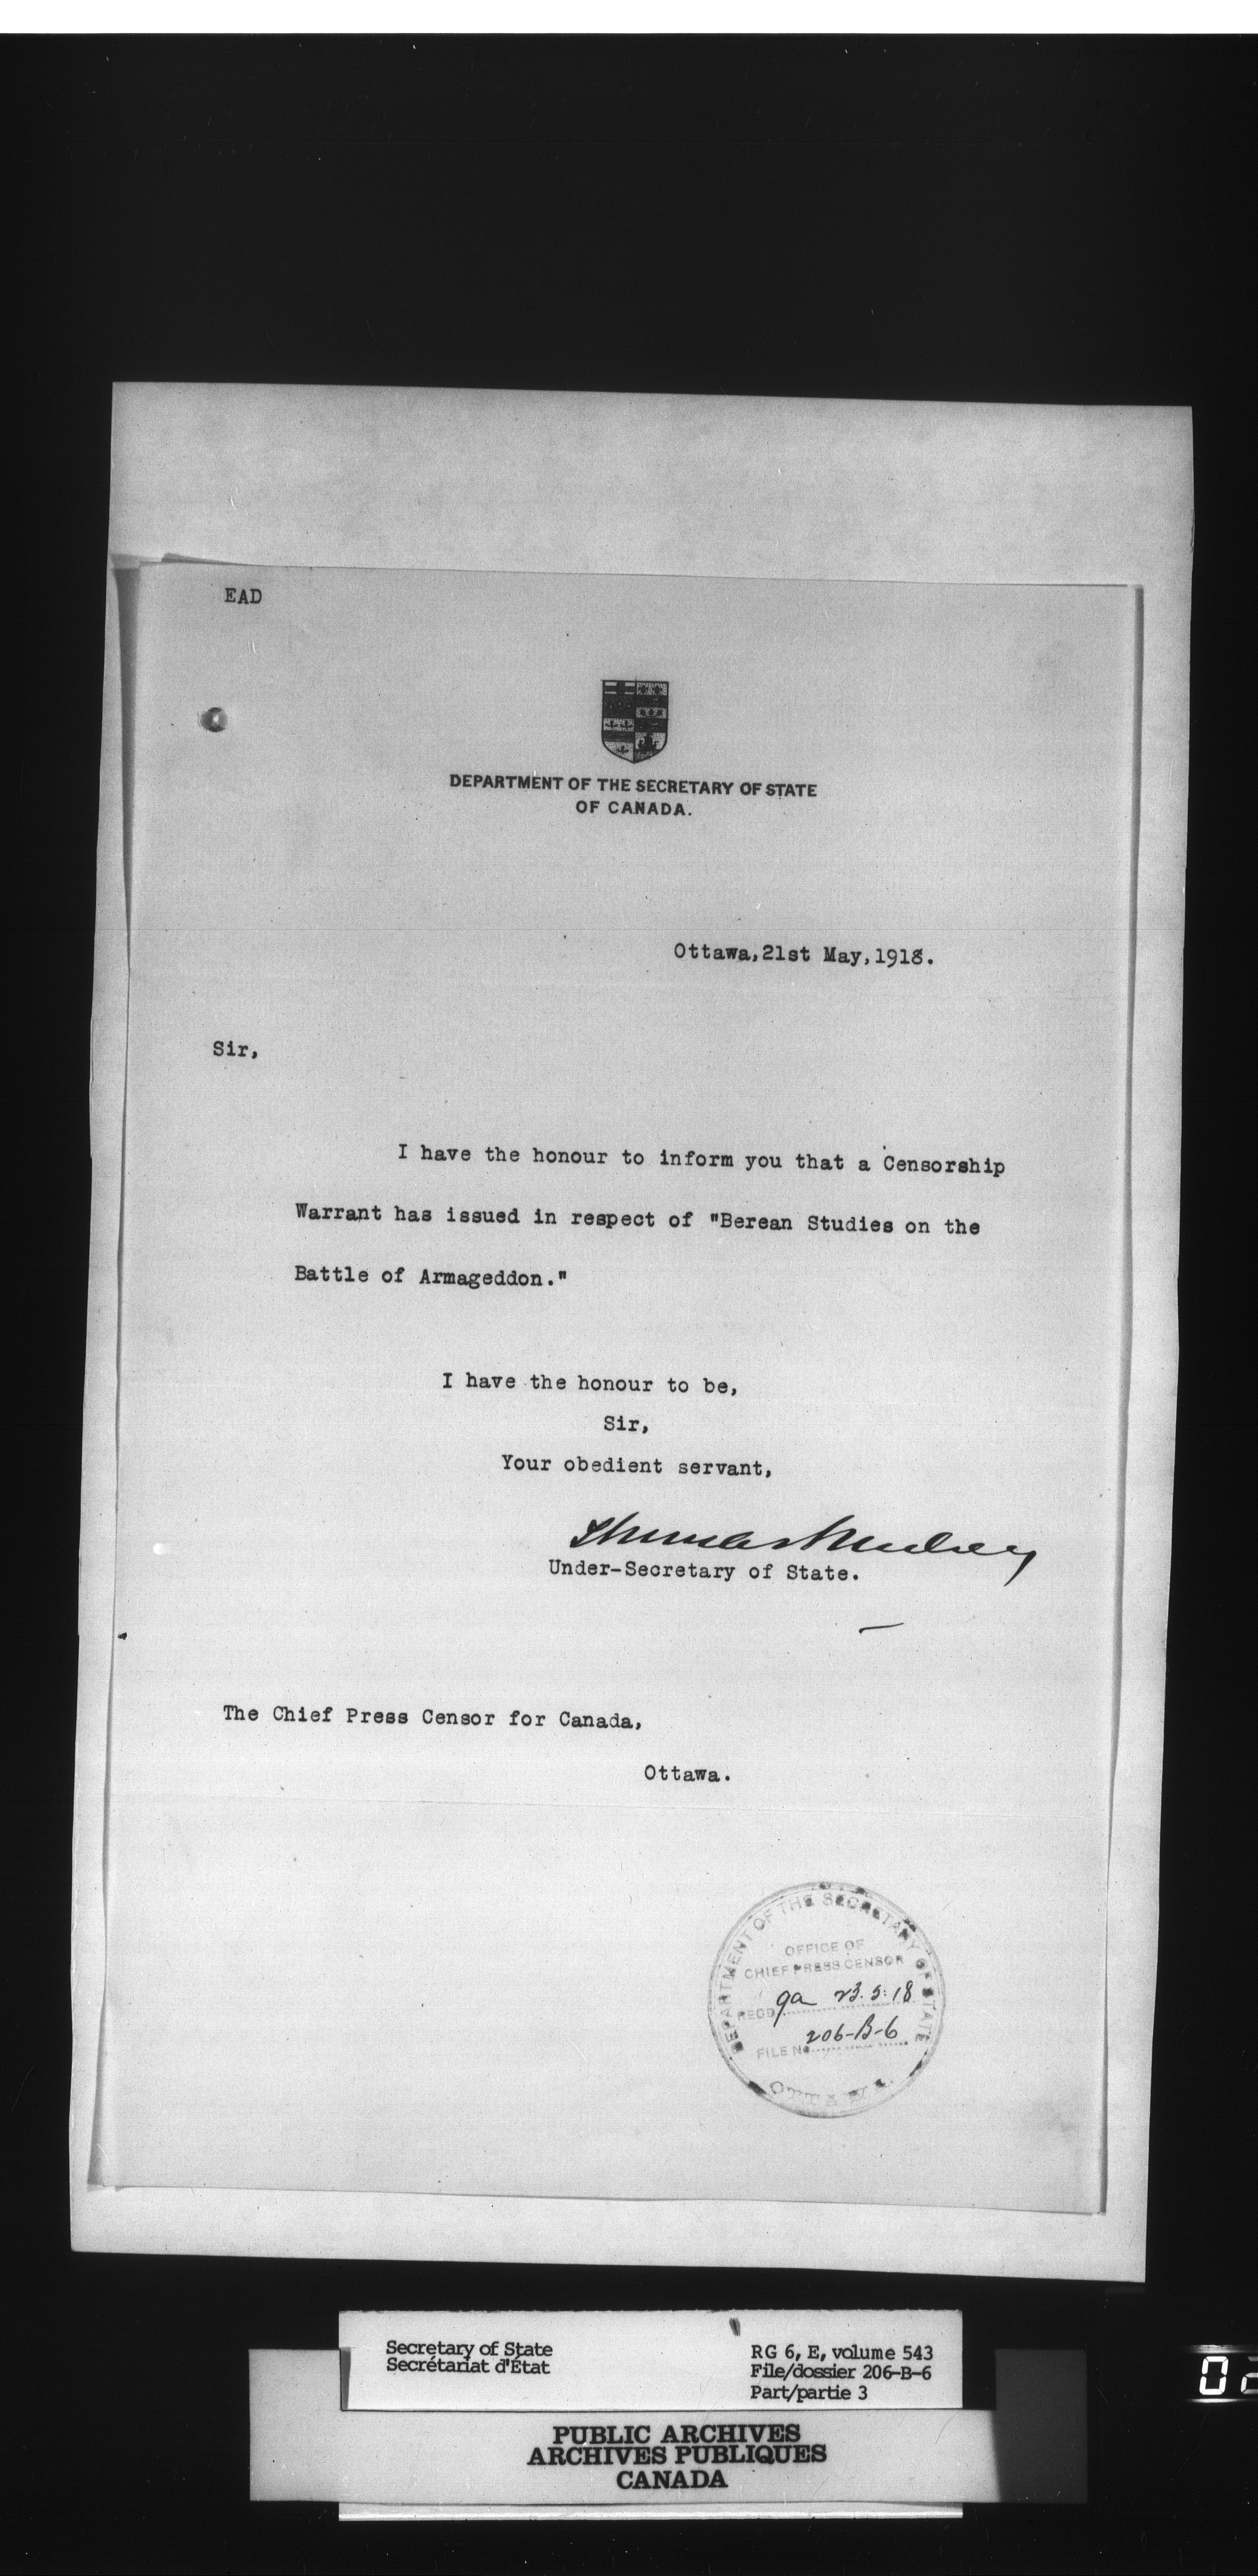 EAD
DEPARTMENT OF THE SECRETARY OF STATE
OF CANADA.
Ottawa, 21st May, 1918.
Sir,
I have the honour to inform you that a Censorship
Warrant has issued in respect of "Berean Studies on the
Battle of Armageddon."
I have the honour to be,
Sir,
Your obedient servant,
Thomas Mulvey
Under-Secretary of State.
The Chief Press Censor for Canada,
Ottawa.
DEPARTMENT OF THE SECRETARY OF STATE
OFFICE OF
CHIEF PRESS CENSOR
RECD 23.5.18
FILE No 206-B-6
OTTAWA
Secretary of State
Secrétariat d'État
RG 6, E, volume 543
File/dossier 206-B-6
Part/partie 3
PUBLIC ARCHIVES
ARCHIVES PUBLIQUES
CANADA